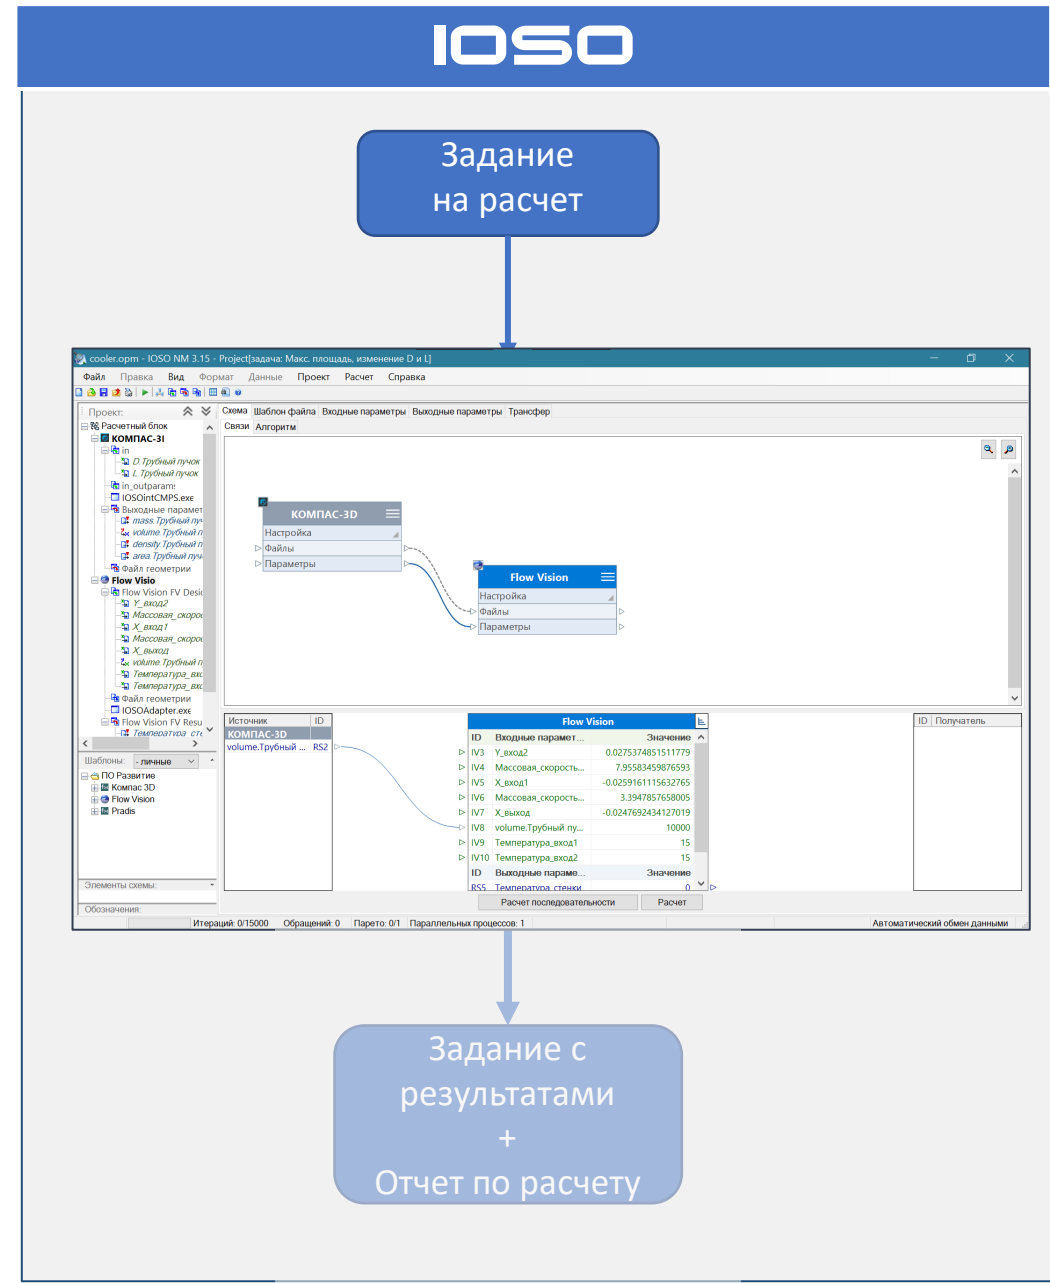 IOSO
Задание
на расчет
cooler.opm - IOSO NM 3.15 - Project[задача: Макс. площадь, изменение D и L]
Файл Правка Вид Формат Данные Проект Расчет Справка
Проект:
Расчетный блок
КОМПАС-3I
in
D.Трубный пучок
L.Трубный пучок
in_outparams
IOSOintCMPS.exe
Выходные парамет
mass.Трубный пу
volume.Трубный п
density.Трубный п
area.Трубный пуч
Файл геометрии
Flow Visio
Flow Vision FV Desig
Y_вход2
Массовая_скорос
X_вход1
Массовая_скоро
X_выход
volume.Трубный п
Температура_вхо
Температура_вхо
Файл геометрии
IOSOAdapter.exe
Flow Vision FV Resu
Температура_сте
Шаблоны: - личные
ПО Развитие
Компас 3D
Flow Vision
Pradis
Элементы схемы:
Обозначения:
Схема Шаблон файла Входные параметры Выходные параметры Трансфер
Связи Алгоритм
КОМПАС-3D
Настройка
Файлы
Параметры
Flow Vision
Настройка
Файлы
Параметры
Источник ID
КОМПАС-3D
volume.Трубный ... RS2
Flow Vision
ID Входные парамет... Значение
IV3 Y_вход2 0.0275374851511779
IV4 Массовая_скорость... 7.95583459876593
IV5 X_вход1 -0.0259161115632765
IV6 Массовая_скорость... 3.3947857658005
IV7 X_выход -0.0247692434127019
IV8 volume.Трубный пу... 10000
IV9 Температура_вход1 15
IV10 Температура_вход2 15
ID Выходные параме... Значение
RS5 Температура_стенки 0
ID Получатель
Расчет последовательности Расчет
Итераций: 0/15000 Обращений: 0 Парето: 0/1 Параллельных процессов: 1 Автоматический обмен данными
Задание с
результатами
+
Отчет по расчету